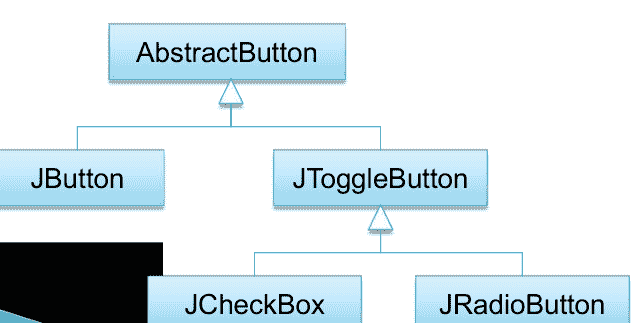 AbstractButton
JButton
JToggleButton
JCheckBox
JRadioButton